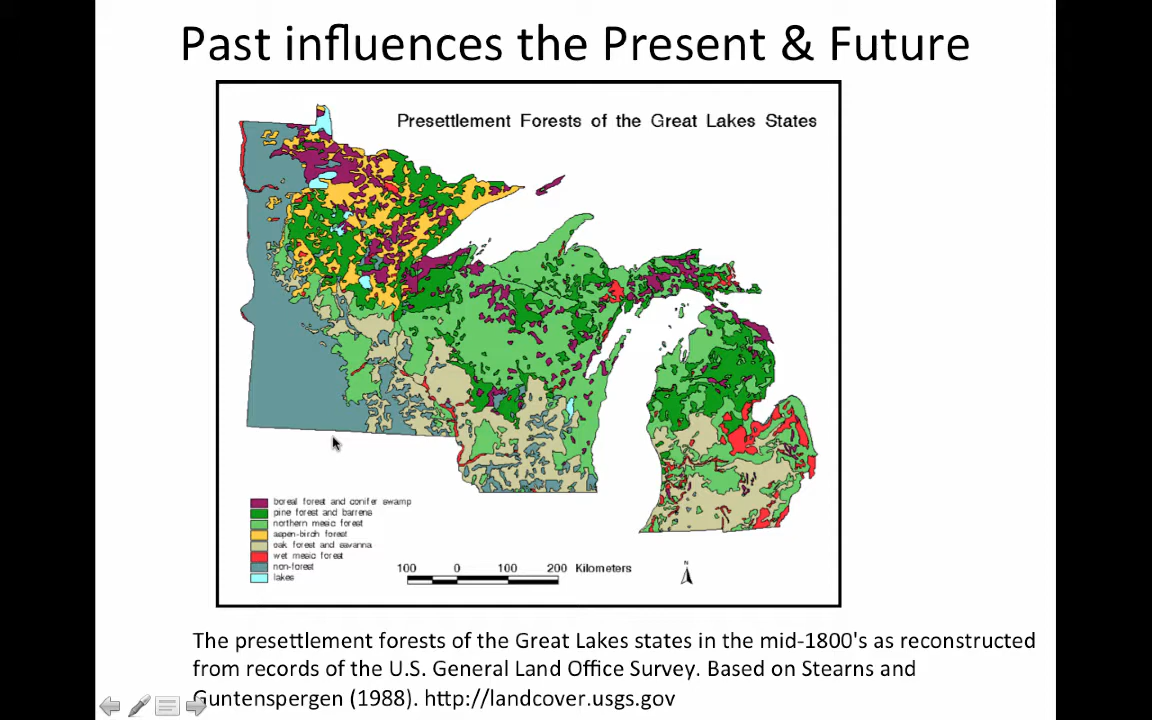 Past influences the Present & Future
Presettlement Forests of the Great Lakes States
boreal forest and conifer swamp
pine forest and barrens
northern mesic forest
aspen-birch forest
oak forest and savanna
wet mesic forest
non-forest
lakes
100 0 100 200 Kilometers
N
The presettlement forests of the Great Lakes states in the mid-1800's as reconstructed
from records of the U.S. General Land Office Survey. Based on Stearns and
Guntenspergen (1988). http://landcover.usgs.gov